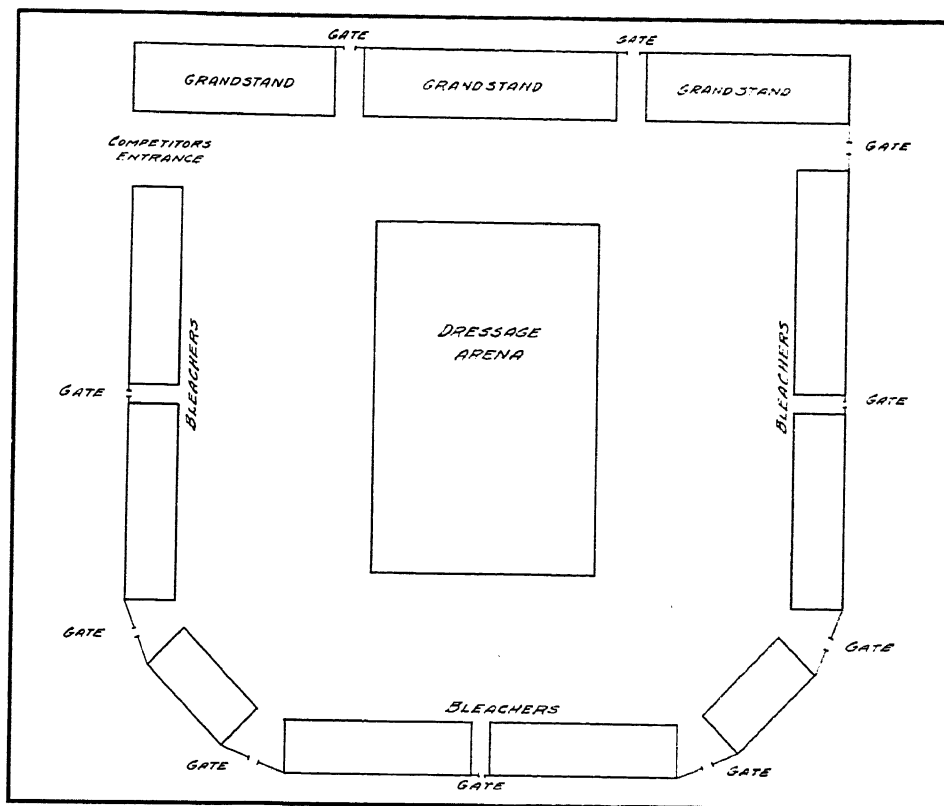 GATE
GATE
GRANDSTAND
GRANDSTAND
GRANDSTAND
COMPETITORS
ENTRANCE
GATE
DRESSAGE
ARENA
BLEACHERS
BLEACHERS
GATE
GATE
GATE
GATE
BLEACHERS
GATE
GATE
GATE